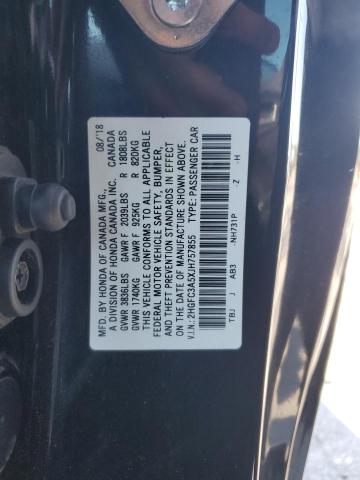 MFD. BY HONDA OF CANADA MFG., 08/'18
A DIVISION OF HONDA CANADA INC. CANADA
GVWR 3836LBS GAWR F 2039LBS R 1808LBS
GVWR 1740KG GAWR F 925KG R 820KG
THIS VEHICLE CONFORMS TO ALL APPLICABLE
FEDERAL MOTOR VEHICLE SAFETY, BUMPER,
AND THEFT PREVENTION STANDARDS IN EFFECT
ON THE DATE OF MANUFACTURE SHOWN ABOVE.
V.I.N.: 2HGFC3A5XJH757855 TYPE: PASSENGER CAR
TBJ J AB3 -NH731P -Z -H